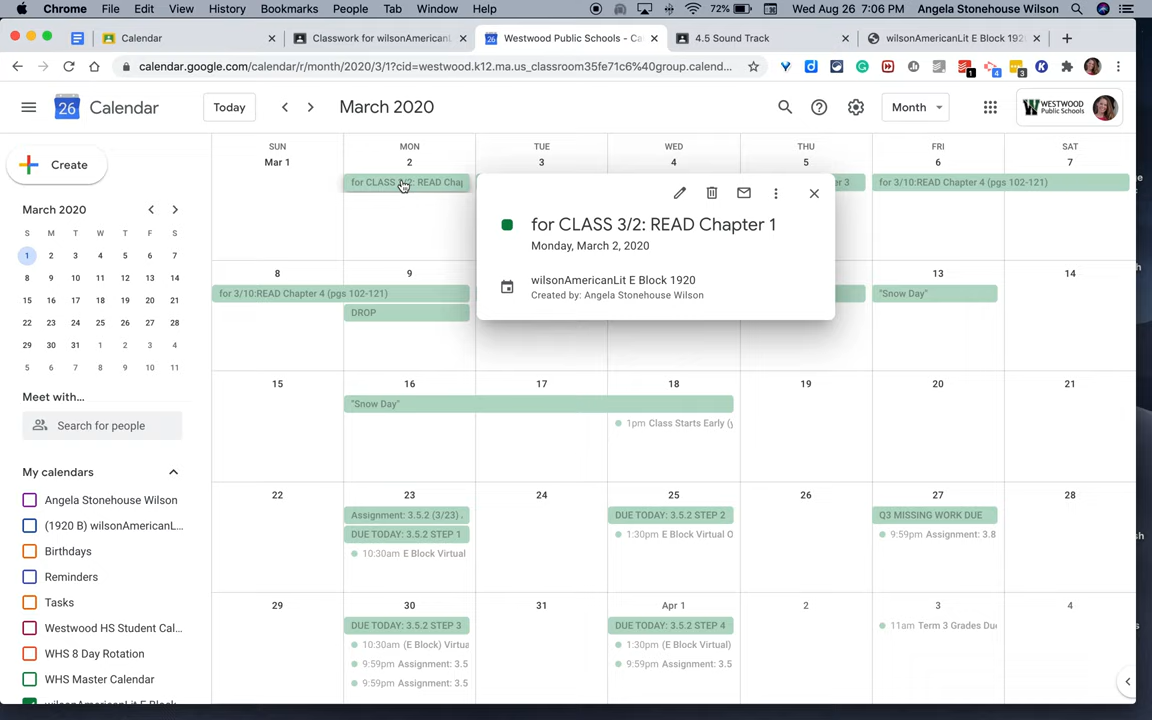 Chrome File Edit View History Bookmarks People Tab Window Help 72% Wed Aug 26 7:06 PM Angela Stonehouse Wilson
Calendar
Classwork for wilsonAmericanL
Westwood Public Schools - Ca
4.5 Sound Track
wilsonAmericanLit E Block 192
calendar.google.com/calendar/r/month/2020/3/1?cid=westwood.k12.ma.us_classroom35fe71c6%40group.calend...
26 Calendar Today March 2020 Month WESTWOOD Public Schools
Create
March 2020
S M T W T F S
1 2 3 4 5 6 7
8 9 10 11 12 13 14
15 16 17 18 19 20 21
22 23 24 25 26 27 28
29 30 31 1 2 3 4
5 6 7 8 9 10 11
Meet with...
Search for people
My calendars
Angela Stonehouse Wilson
(1920 B) wilsonAmericanL...
Birthdays
Reminders
Tasks
Westwood HS Student Cal...
WHS 8 Day Rotation
WHS Master Calendar
wilsonAmericanLit E Block
SUN MON TUE WED THU FRI SAT
Mar 1 2 3 4 5 6 7
for CLASS 3/2: READ Chap
er 3
for 3/10:READ Chapter 4 (pgs 102-121)
for CLASS 3/2: READ Chapter 1
Monday, March 2, 2020
wilsonAmericanLit E Block 1920
Created by: Angela Stonehouse Wilson
8 9 13 14
for 3/10:READ Chapter 4 (pgs 102-121)
"Snow Day"
DROP
15 16 17 18 19 20 21
"Snow Day"
1pm Class Starts Early (y
22 23 24 25 26 27 28
Assignment: 3.5.2 (3/23) .
DUE TODAY: 3.5.2 STEP 2
Q3 MISSING WORK DUE
DUE TODAY: 3.5.2 STEP 1
1:30pm E Block Virtual O
9:59pm Assignment: 3.8
10:30am E Block Virtual
29 30 31 Apr 1 2 3 4
DUE TODAY: 3.5.2 STEP 3
DUE TODAY: 3.5.2 STEP 4
11am Term 3 Grades Due
10:30am (E Block) Virtua
1:30pm (E Block) Virtual)
9:59pm Assignment: 3.5
9:59pm Assignment: 3.5
9:59pm Assignment: 3.5